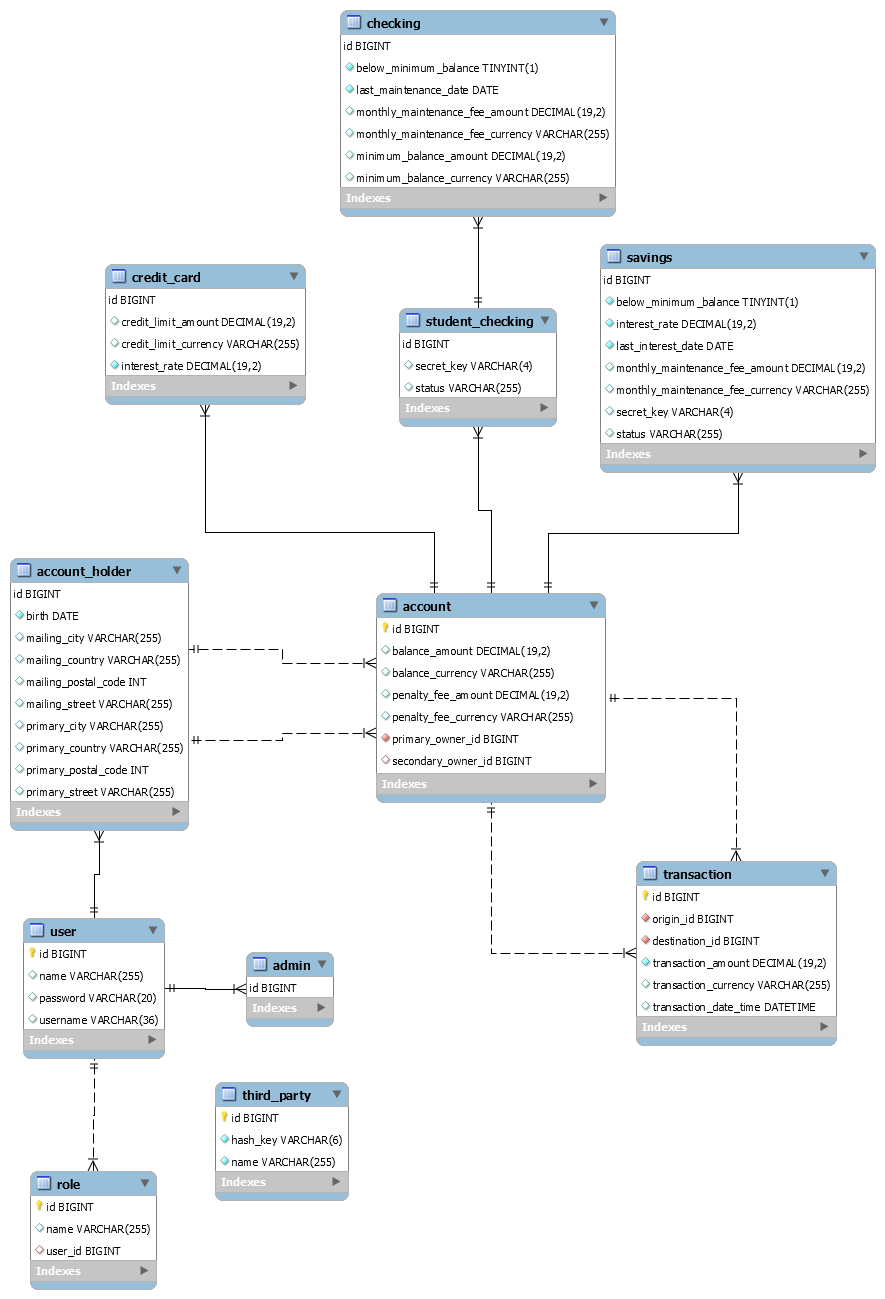 checking
id BIGINT
below_minimum_balance TINYINT(1)
last_maintenance_date DATE
monthly_maintenance_fee_amount DECIMAL(19,2)
monthly_maintenance_fee_currency VARCHAR(255)
minimum_balance_amount DECIMAL(19,2)
minimum_balance_currency VARCHAR(255)
Indexes
credit_card
id BIGINT
credit_limit_amount DECIMAL(19,2)
credit_limit_currency VARCHAR(255)
interest_rate DECIMAL(19,2)
Indexes
student_checking
id BIGINT
secret_key VARCHAR(4)
status VARCHAR(255)
Indexes
savings
id BIGINT
below_minimum_balance TINYINT(1)
interest_rate DECIMAL(19,2)
last_interest_date DATE
monthly_maintenance_fee_amount DECIMAL(19,2)
monthly_maintenance_fee_currency VARCHAR(255)
secret_key VARCHAR(4)
status VARCHAR(255)
Indexes
account_holder
id BIGINT
birth DATE
mailing_city VARCHAR(255)
mailing_country VARCHAR(255)
mailing_postal_code INT
mailing_street VARCHAR(255)
primary_city VARCHAR(255)
primary_country VARCHAR(255)
primary_postal_code INT
primary_street VARCHAR(255)
Indexes
account
id BIGINT
balance_amount DECIMAL(19,2)
balance_currency VARCHAR(255)
penalty_fee_amount DECIMAL(19,2)
penalty_fee_currency VARCHAR(255)
primary_owner_id BIGINT
secondary_owner_id BIGINT
Indexes
transaction
id BIGINT
origin_id BIGINT
destination_id BIGINT
transaction_amount DECIMAL(19,2)
transaction_currency VARCHAR(255)
transaction_date_time DATETIME
Indexes
user
id BIGINT
name VARCHAR(255)
password VARCHAR(20)
username VARCHAR(36)
Indexes
admin
id BIGINT
Indexes
third_party
id BIGINT
hash_key VARCHAR(6)
name VARCHAR(255)
Indexes
role
id BIGINT
name VARCHAR(255)
user_id BIGINT
Indexes